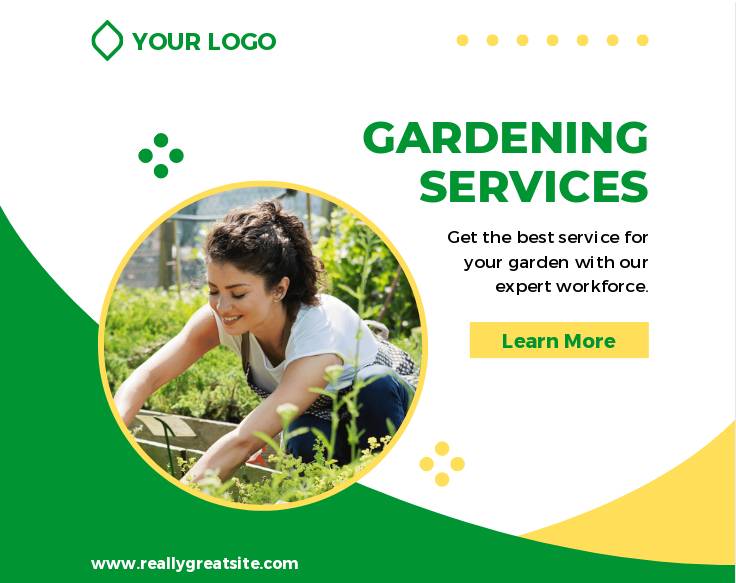 YOUR LOGO
GARDENING
SERVICES
Get the best service for
your garden with our
expert workforce.
Learn More
www.reallygreatsite.com